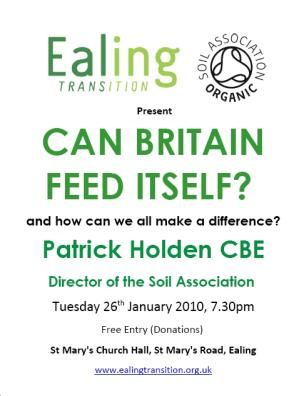 Ealing
TRANSITION
SOIL ASSOCIATION
ORGANIC
Present
CAN BRITAIN
FEED ITSELF?
and how can we all make a difference?
Patrick Holden CBE
Director of the Soil Association
Tuesday 26th January 2010, 7.30pm
Free Entry (Donations)
St Mary's Church Hall, St Mary's Road, Ealing
www.ealingtransition.org.uk